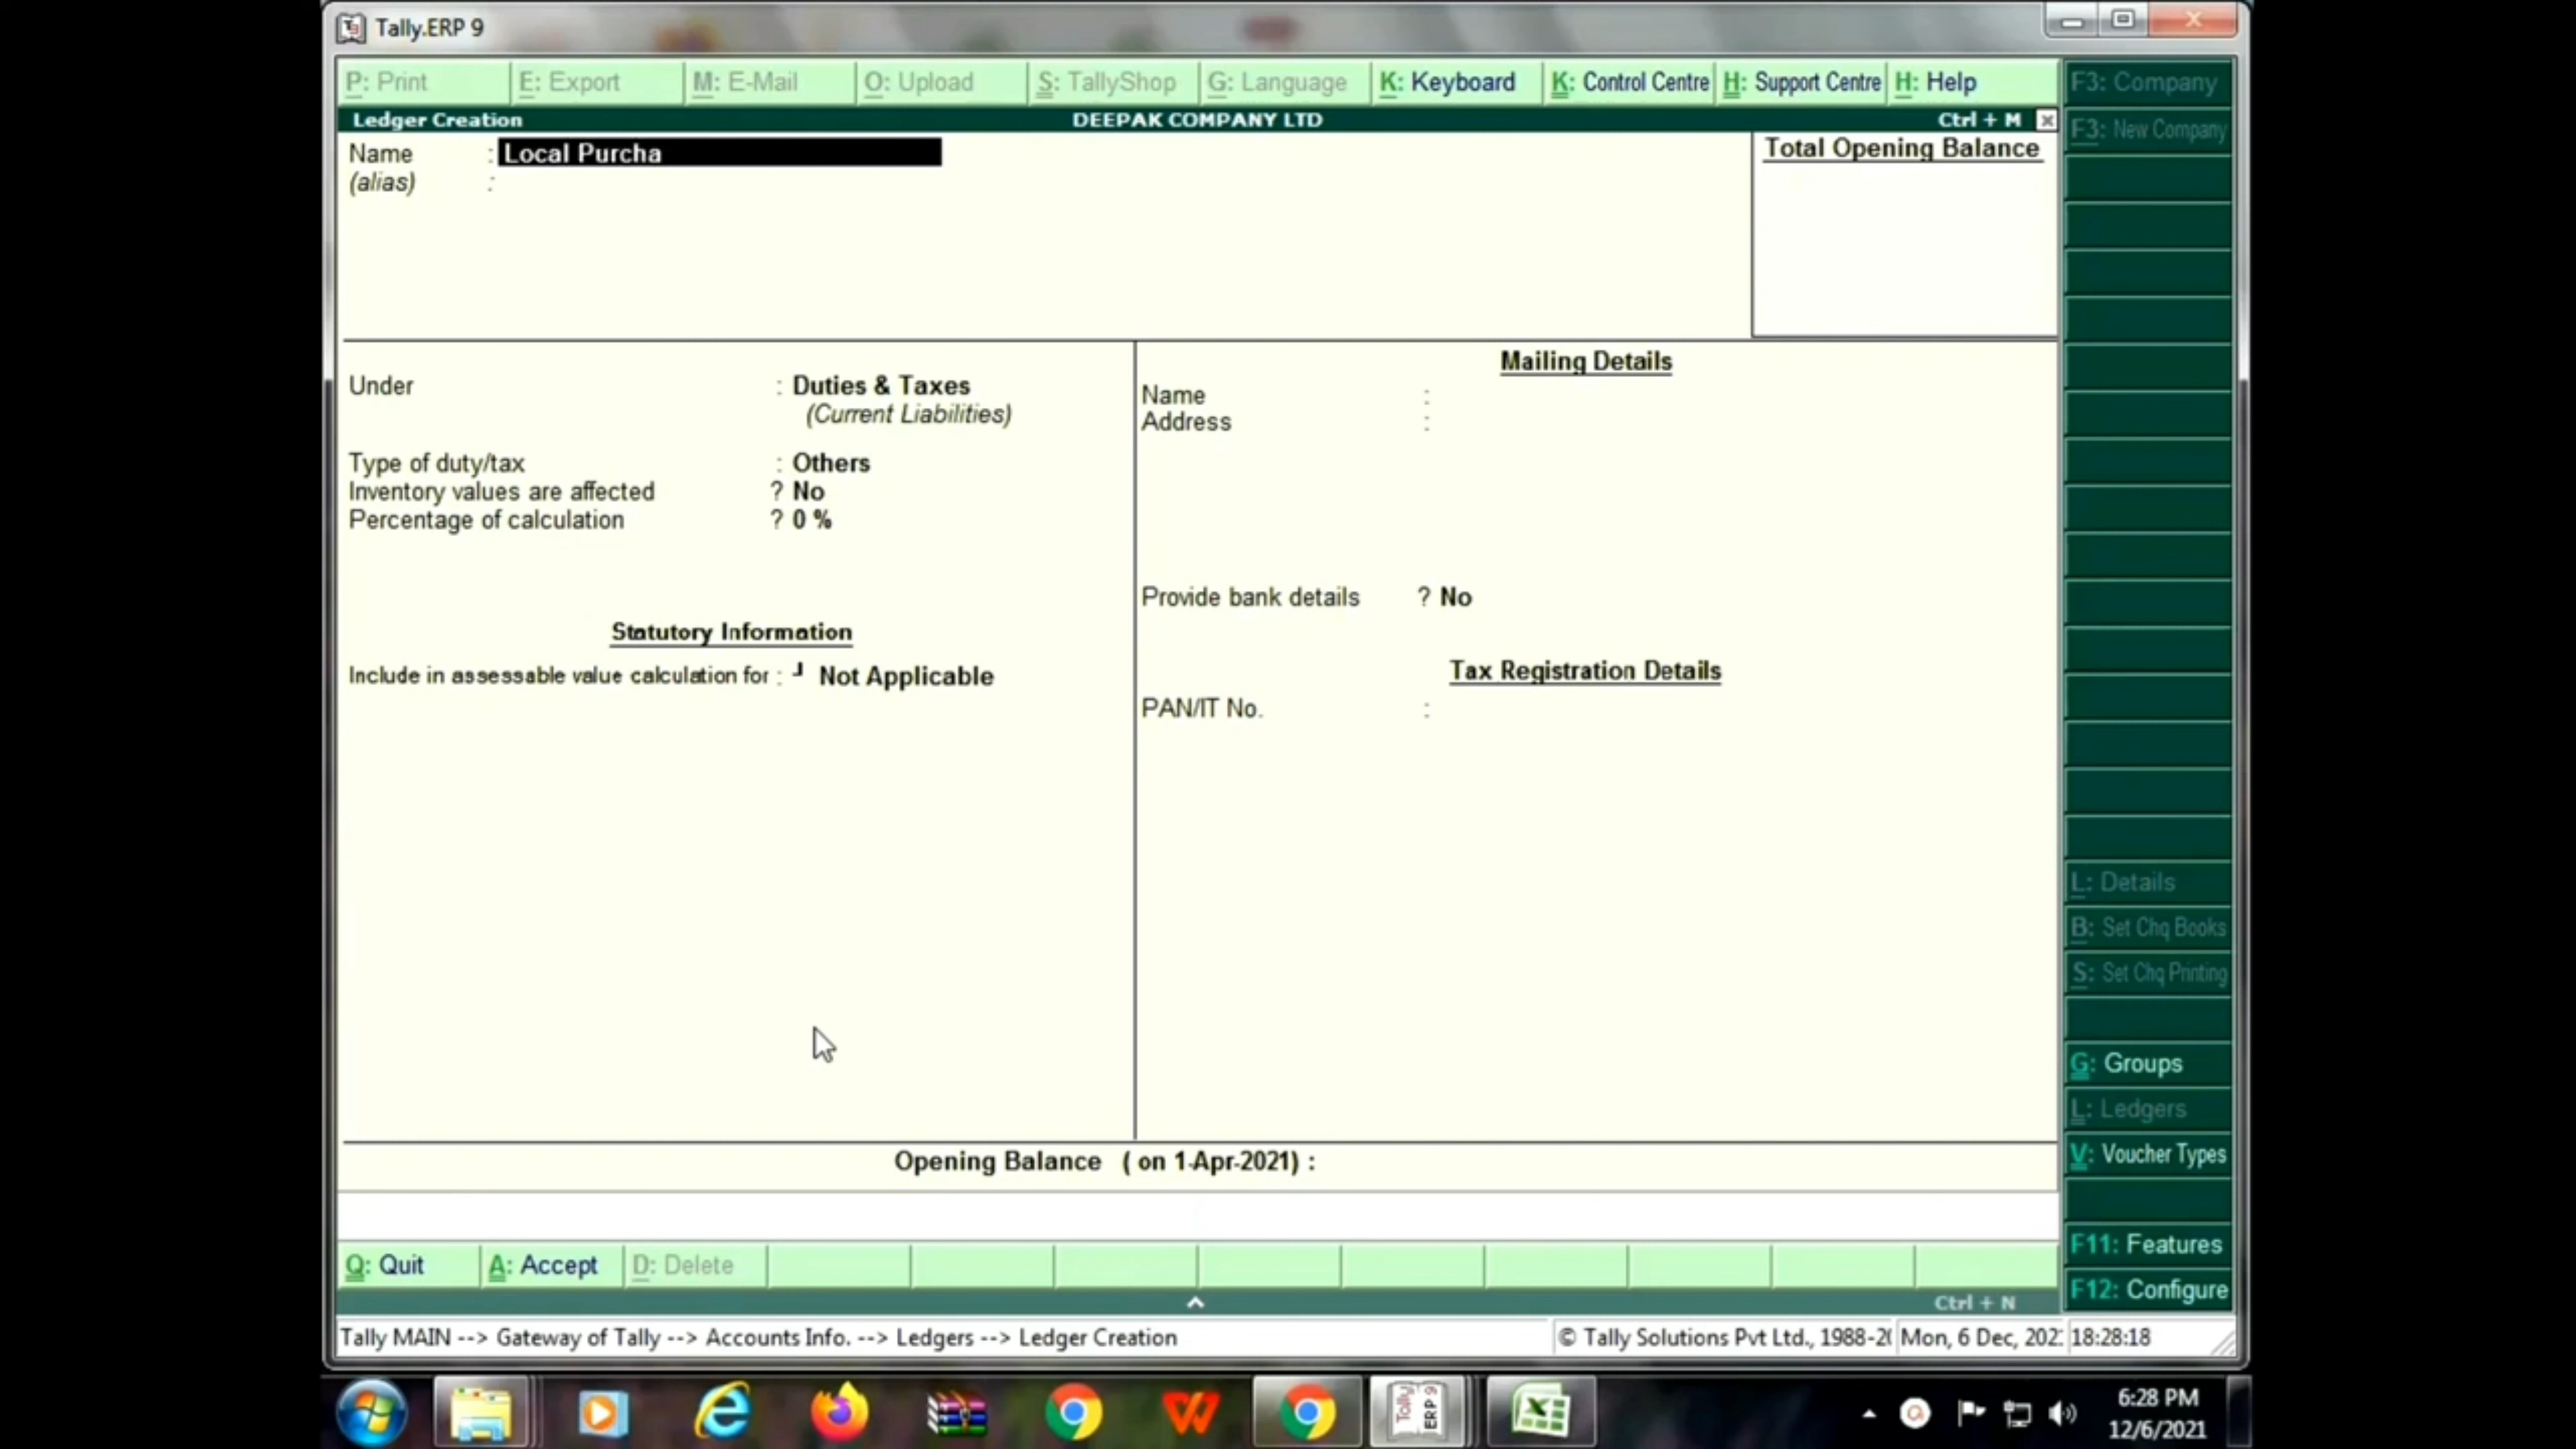 Tally.ERP 9
P: Print E: Export M: E-Mail O: Upload S: TallyShop G: Language K: Keyboard K: Control Centre H: Support Centre H: Help F3: Company
Ledger Creation DEEPAK COMPANY LTD Ctrl + M F3: New Company
Name : Local Purcha Total Opening Balance
(alias) :
Mailing Details
Under : Duties & Taxes Name :
(Current Liabilities) Address :
Type of duty/tax : Others
Inventory values are affected ? No
Percentage of calculation ? 0 %
Provide bank details ? No
Statutory Information
Include in assessable value calculation for : Not Applicable Tax Registration Details
PAN/IT No. :
L: Details
B: Set Chq Books
S: Set Chq Printing
G: Groups
L: Ledgers
V: Voucher Types
Opening Balance ( on 1-Apr-2021) :
F11: Features
Q: Quit A: Accept D: Delete
F12: Configure
Ctrl + N
Tally MAIN --> Gateway of Tally --> Accounts Info. --> Ledgers --> Ledger Creation © Tally Solutions Pvt Ltd., 1988-20 Mon, 6 Dec, 202 18:28:18
Tally ERP 9
6:28 PM
12/6/2021